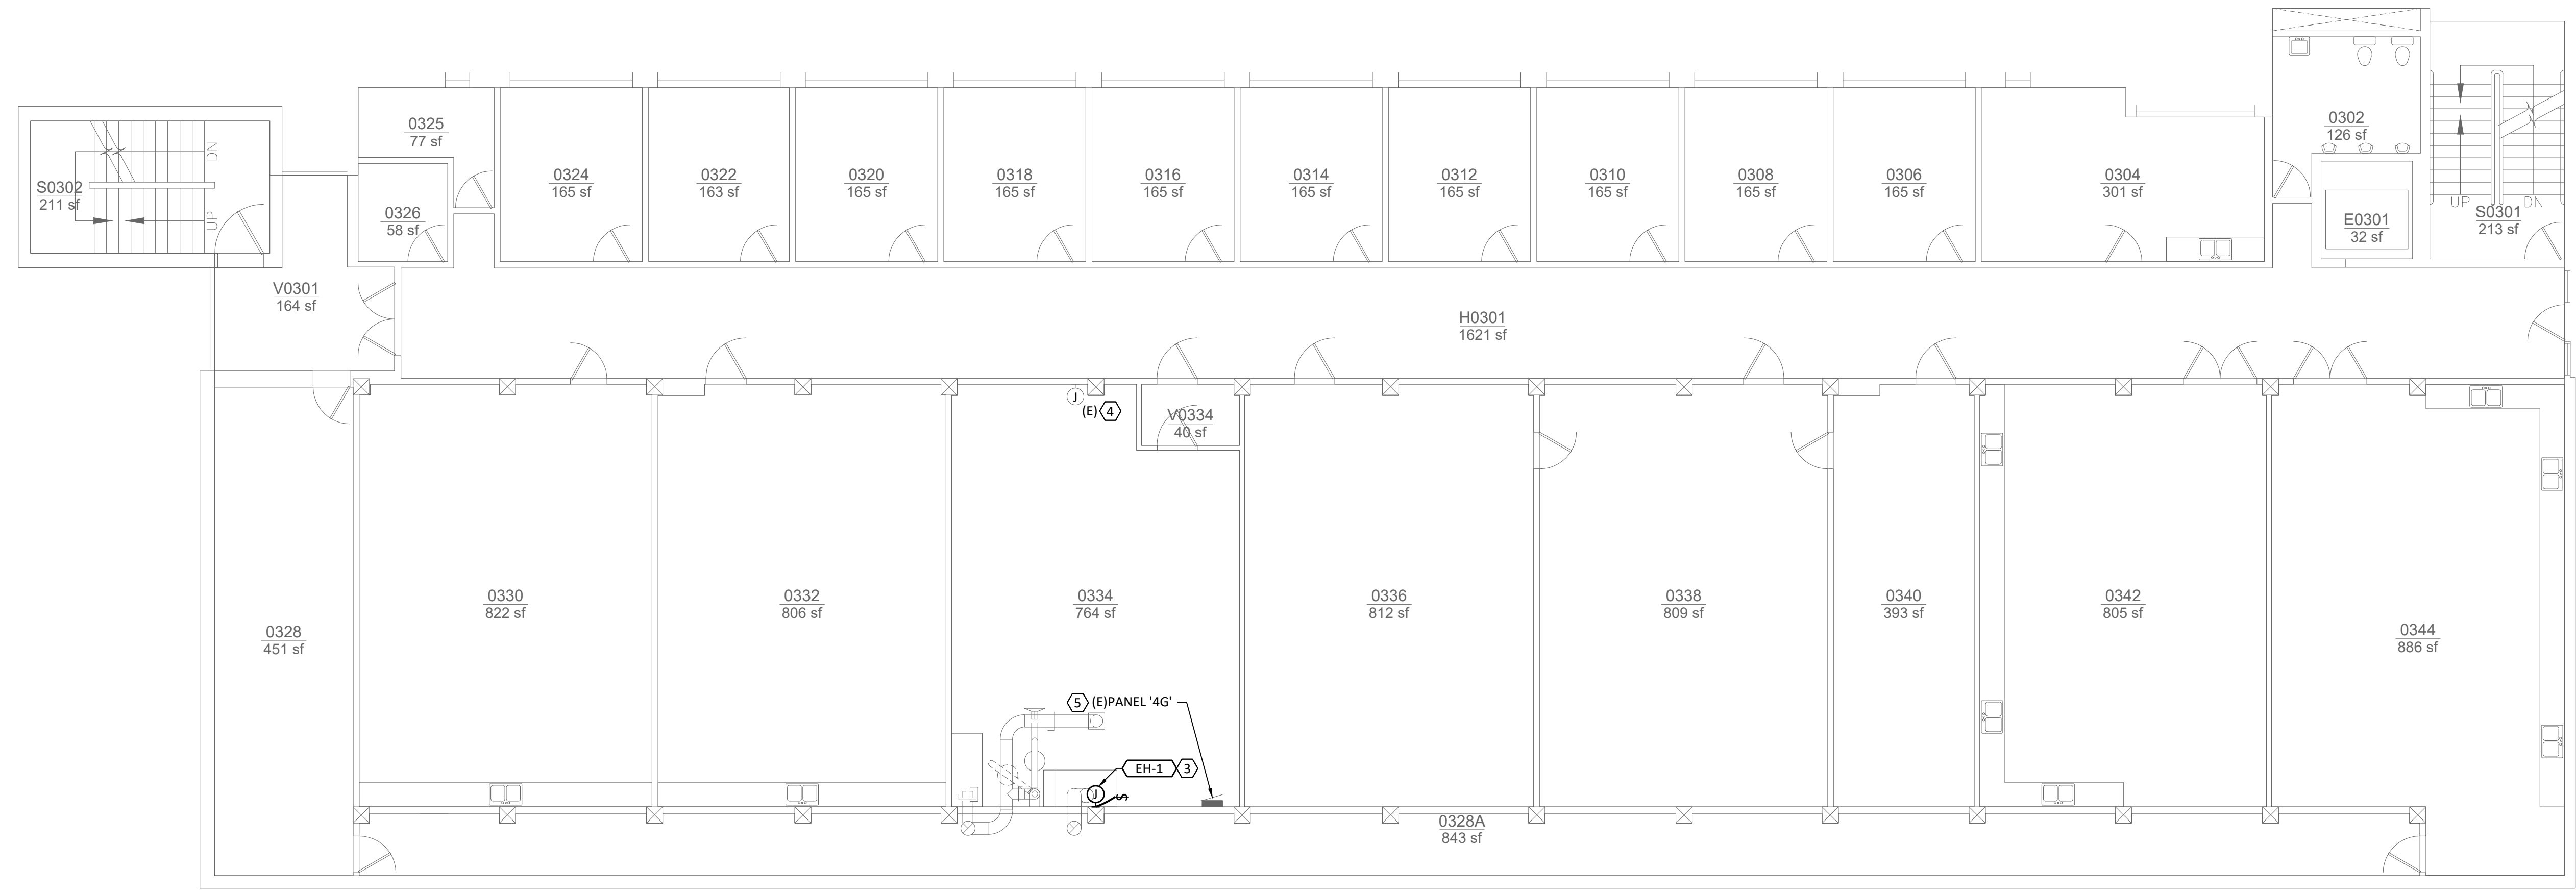 0325
77 sf
0302
126 sf
S0302
211 sf
DN
UP
0326
58 sf
0324
165 sf
0322
163 sf
0320
165 sf
0318
165 sf
0316
165 sf
0314
165 sf
0312
165 sf
0310
165 sf
0308
165 sf
0306
165 sf
0304
301 sf
E0301
32 sf
UP
DN
S0301
213 sf
V0301
164 sf
H0301
1621 sf
J
(E) 4
V0334
40 sf
0330
822 sf
0332
806 sf
0334
764 sf
0336
812 sf
0338
809 sf
0340
393 sf
0342
805 sf
0328
451 sf
0344
886 sf
5 (E)PANEL '4G'
EH-1 3
J
$
0328A
843 sf